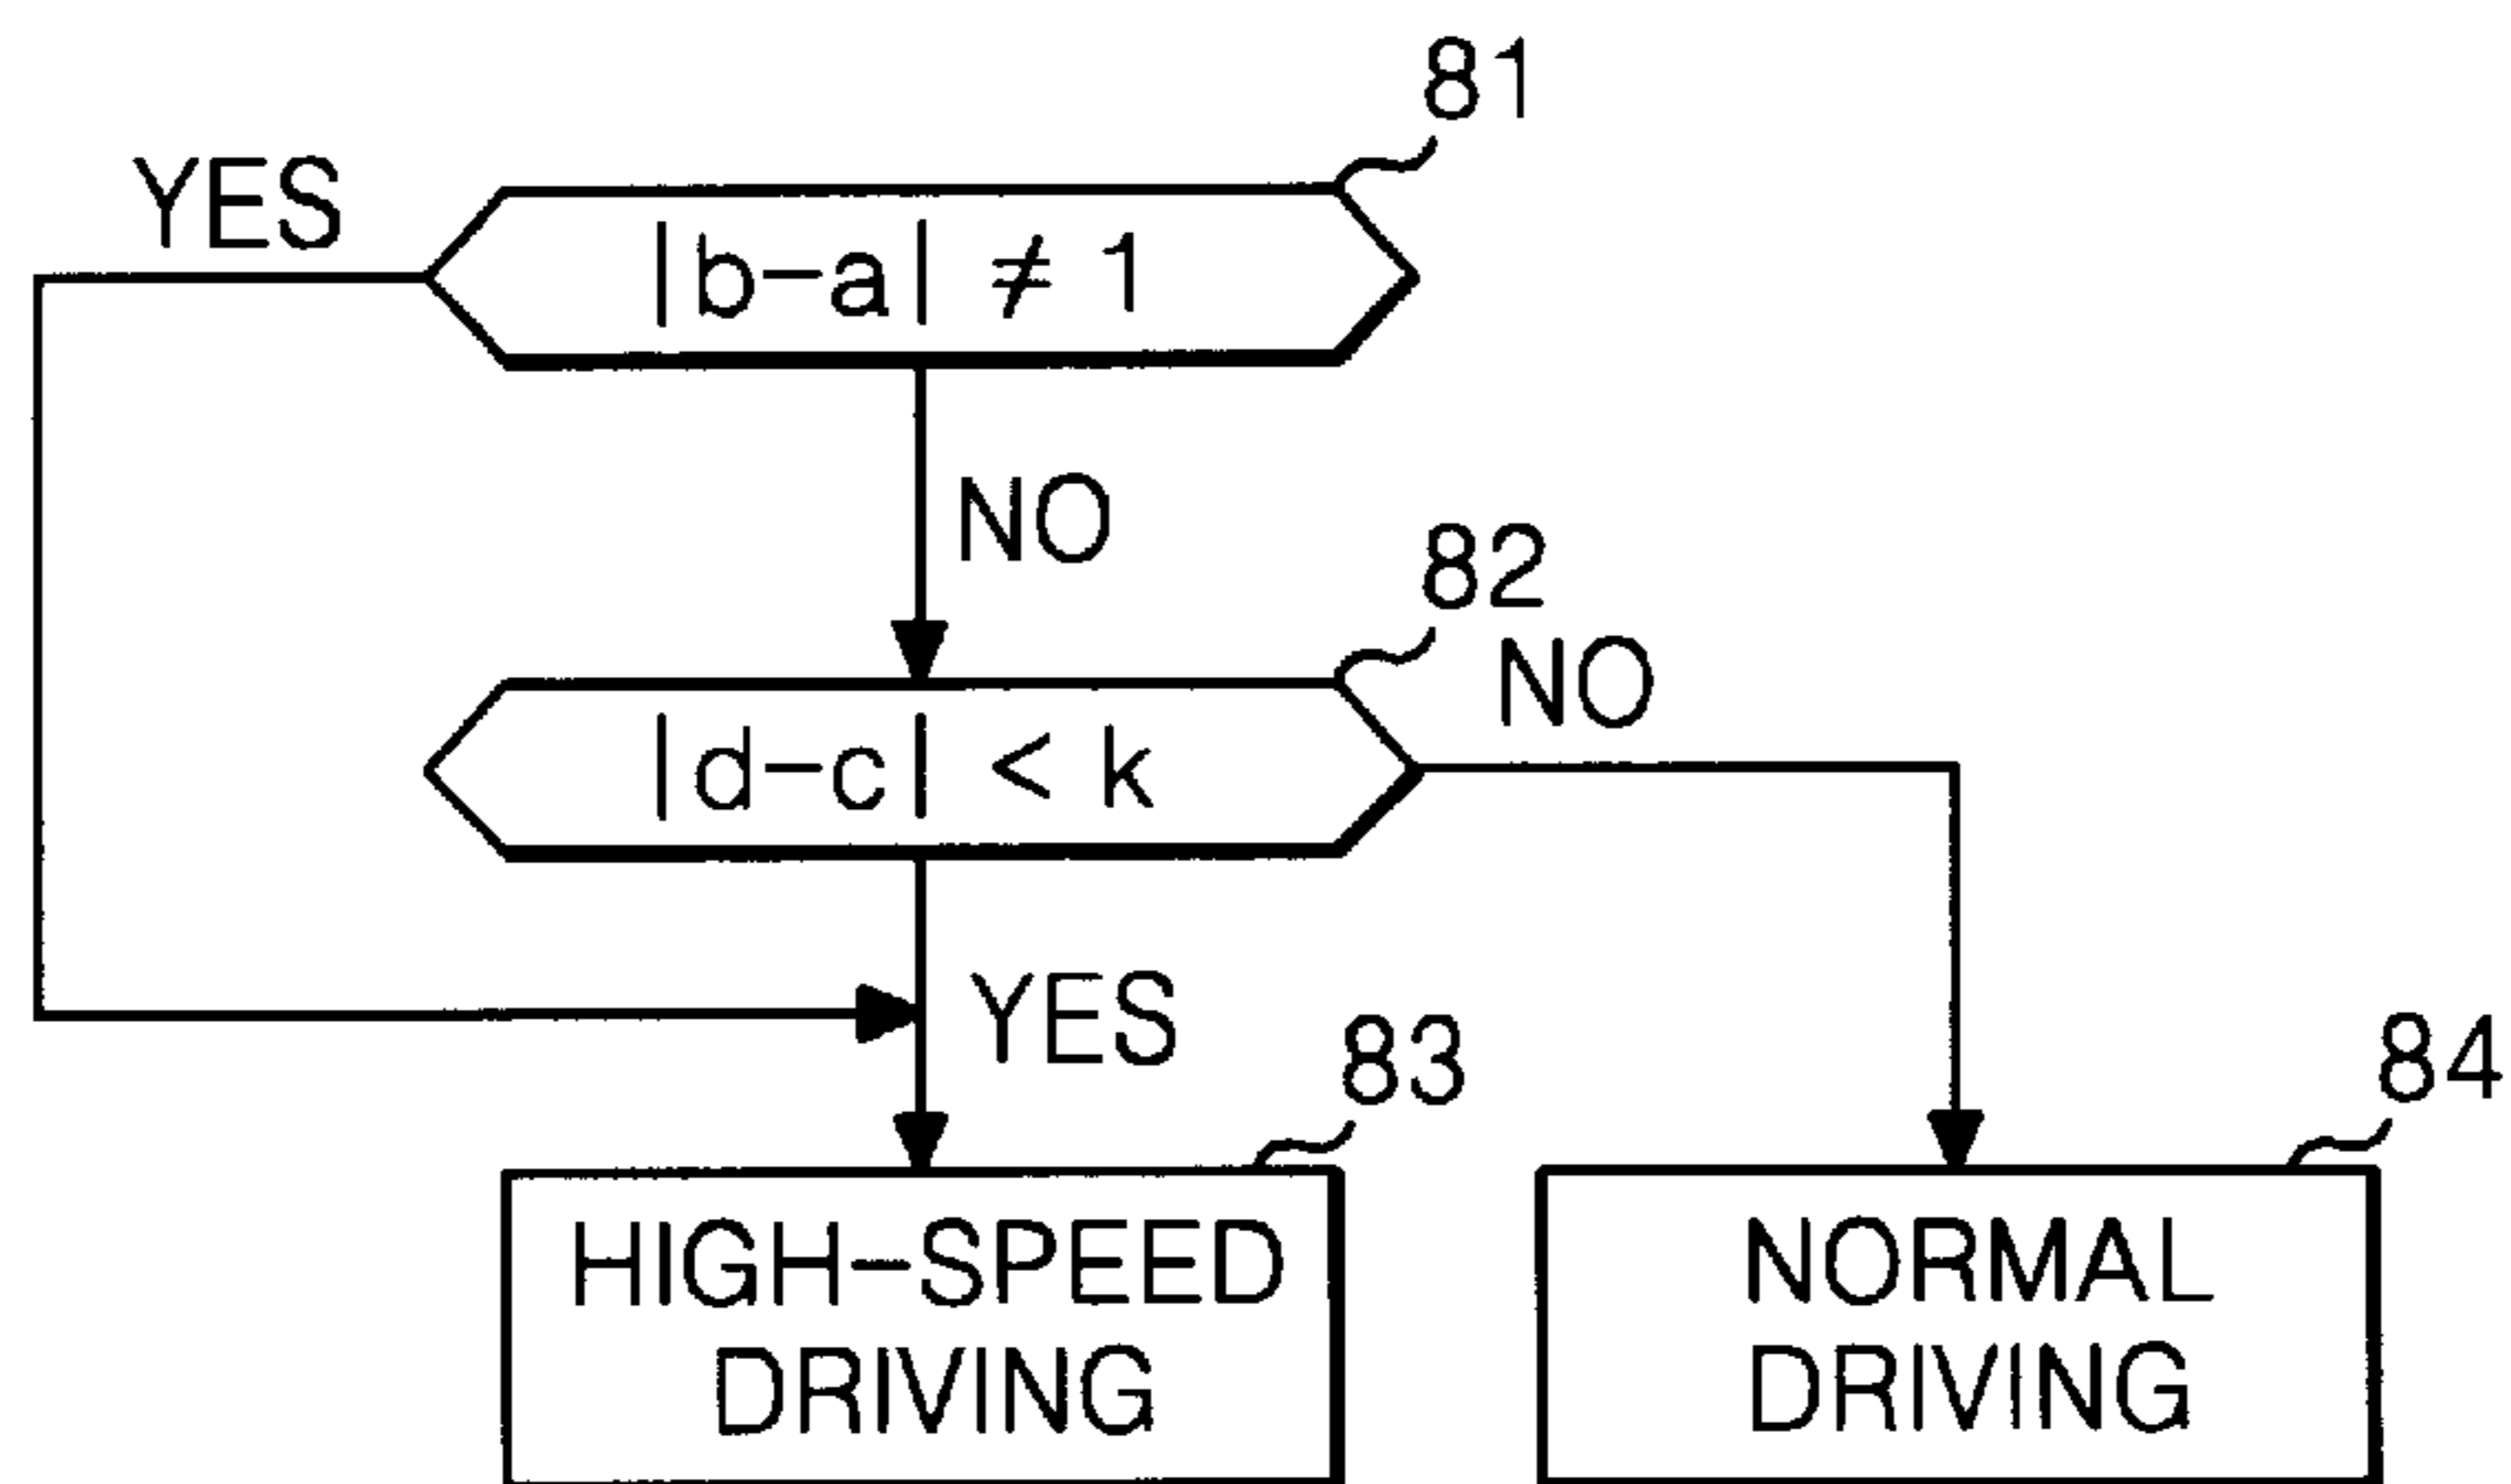 81
YES
|b-a| ≠ 1
NO
82
NO
|d-c| < k
YES
83
84
HIGH-SPEED
DRIVING
NORMAL
DRIVING